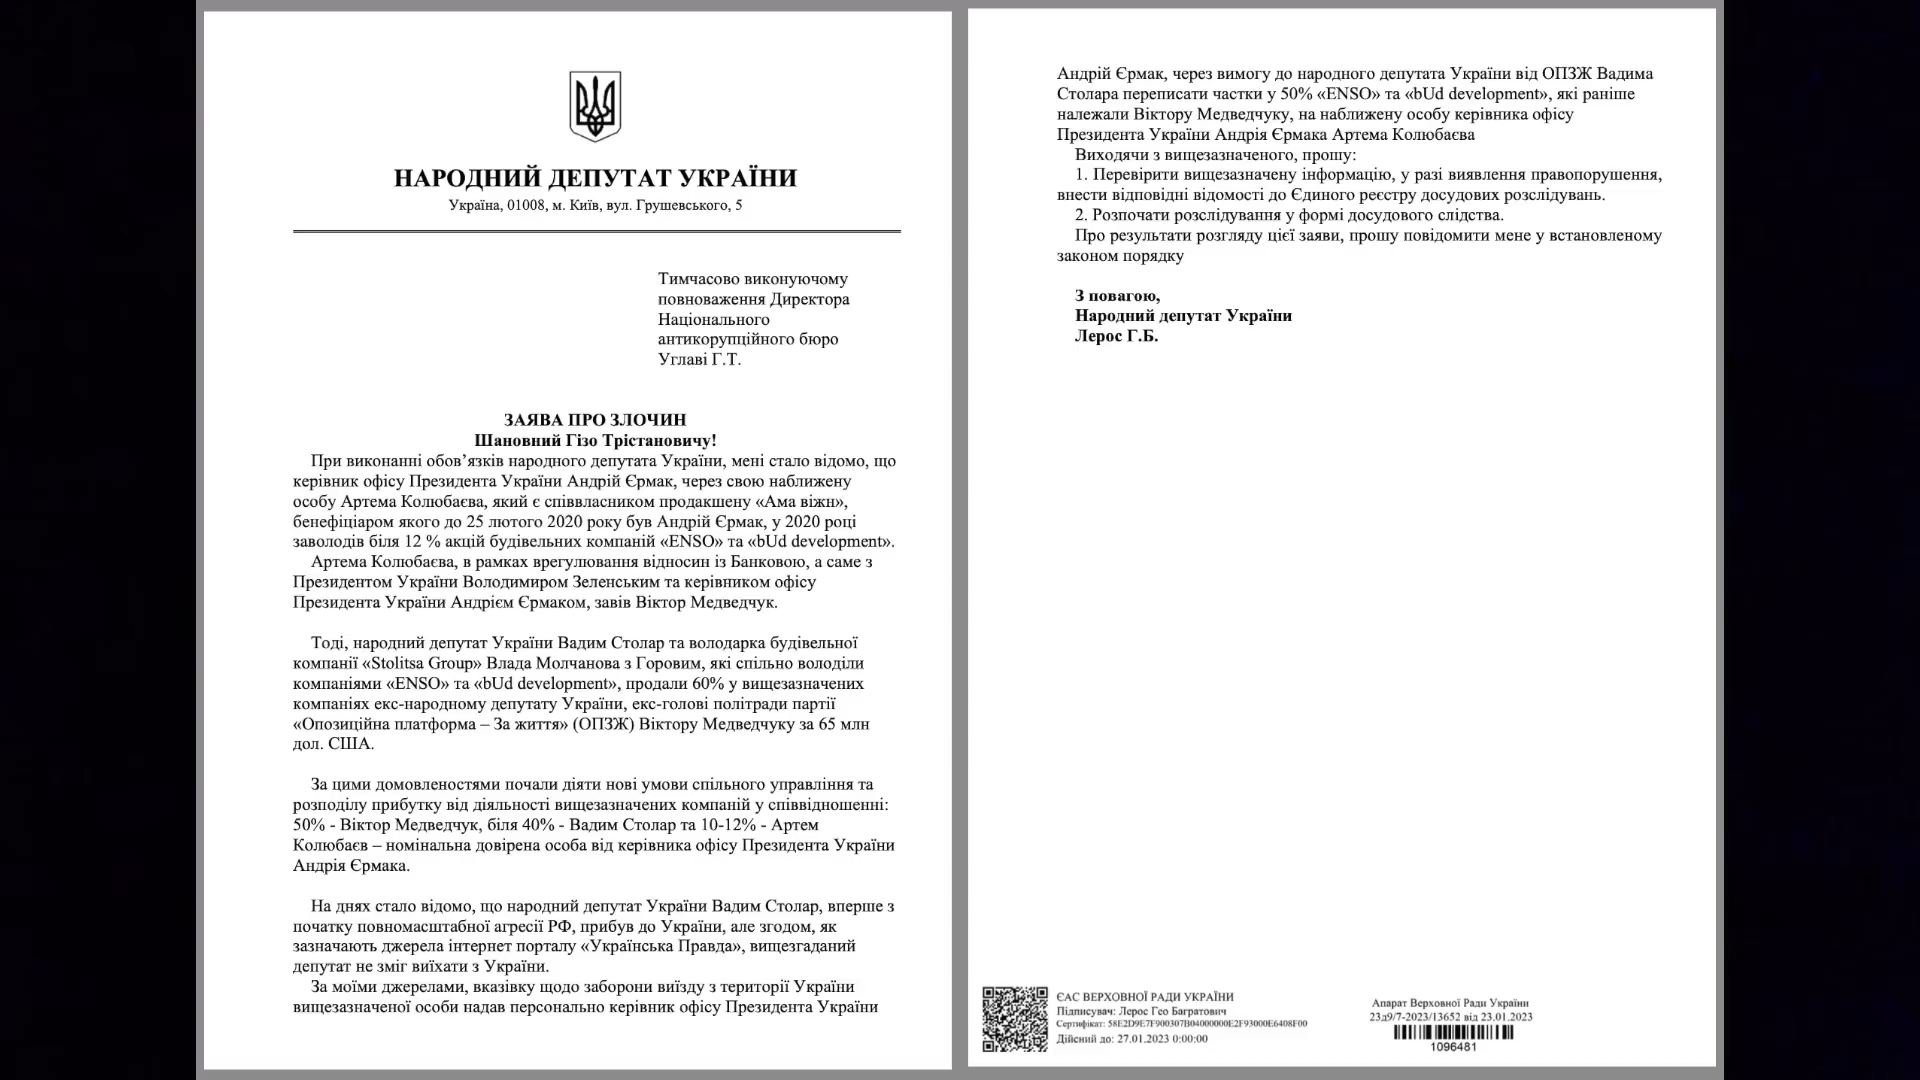 НАРОДНИЙ ДЕПУТАТ УКРАЇНИ
Україна, 01008, м. Київ, вул. Грушевського, 5
Тимчасово виконуючому
повноваження Директора
Національного
антикорупційного бюро
Углаві Г.Т.
ЗАЯВА ПРО ЗЛОЧИН
Шановний Гізо Трістановичу!
При виконанні обов’язків народного депутата України, мені стало відомо, що
керівник офісу Президента України Андрій Єрмак, через свою наближену
особу Артема Колюбаєва, який є співвласником продакшену «Ама віжн»,
бенефіціаром якого до 25 лютого 2020 року був Андрій Єрмак, у 2020 році
заволодів біля 12 % акцій будівельних компаній «ENSO» та «bUd development».
Артема Колюбаєва, в рамках врегулювання відносин із Банковою, а саме з
Президентом України Володимиром Зеленським та керівником офісу
Президента України Андрієм Єрмаком, завів Віктор Медведчук.
Тоді, народний депутат України Вадим Столар та володарка будівельної
компанії «Stolitsa Group» Влада Молчанова з Горовим, які спільно володіли
компаніями «ENSO» та «bUd development», продали 60% у вищезазначених
компаніях екс-народному депутату України, екс-голові політради партії
«Опозиційна платформа – За життя» (ОПЗЖ) Віктору Медведчуку за 65 млн
дол. США.
За цими домовленостями почали діяти нові умови спільного управління та
розподілу прибутку від діяльності вищезазначених компаній у співвідношенні:
50% - Віктор Медведчук, біля 40% - Вадим Столар та 10-12% - Артем
Колюбаєв – номінальна довірена особа від керівника офісу Президента України
Андрія Єрмака.
На днях стало відомо, що народний депутат України Вадим Столар, вперше з
початку повномасштабної агресії РФ, прибув до України, але згодом, як
зазначають джерела інтернет порталу «Українська Правда», вищезгаданий
депутат не зміг виїхати з України.
За моїми джерелами, вказівку щодо заборони виїзду з території України
вищезазначеної особи надав персонально керівник офісу Президента України
Андрій Єрмак, через вимогу до народного депутата України від ОПЗЖ Вадима
Столара переписати частки у 50% «ENSO» та «bUd development», які раніше
належали Віктору Медведчуку, на наближену особу керівника офісу
Президента України Андрія Єрмака Артема Колюбаєва
Виходячи з вищезазначеного, прошу:
1. Перевірити вищезазначену інформацію, у разі виявлення правопорушення,
внести відповідні відомості до Єдиного реєстру досудових розслідувань.
2. Розпочати розслідування у формі досудового слідства.
Про результати розгляду цієї заяви, прошу повідомити мене у встановленому
законом порядку
З повагою,
Народний депутат України
Лерос Г.Б.
ЄАС ВЕРХОВНОЇ РАДИ УКРАЇНИ
Підписувач: Лерос Гео Багратович
Сертифікат: 58E2D9E7F900307B04000000E2F93000E6408F00
Дійсний до: 27.01.2023 0:00:00
Апарат Верховної Ради України
23д9/7-2023/13652 від 23.01.2023
1096481